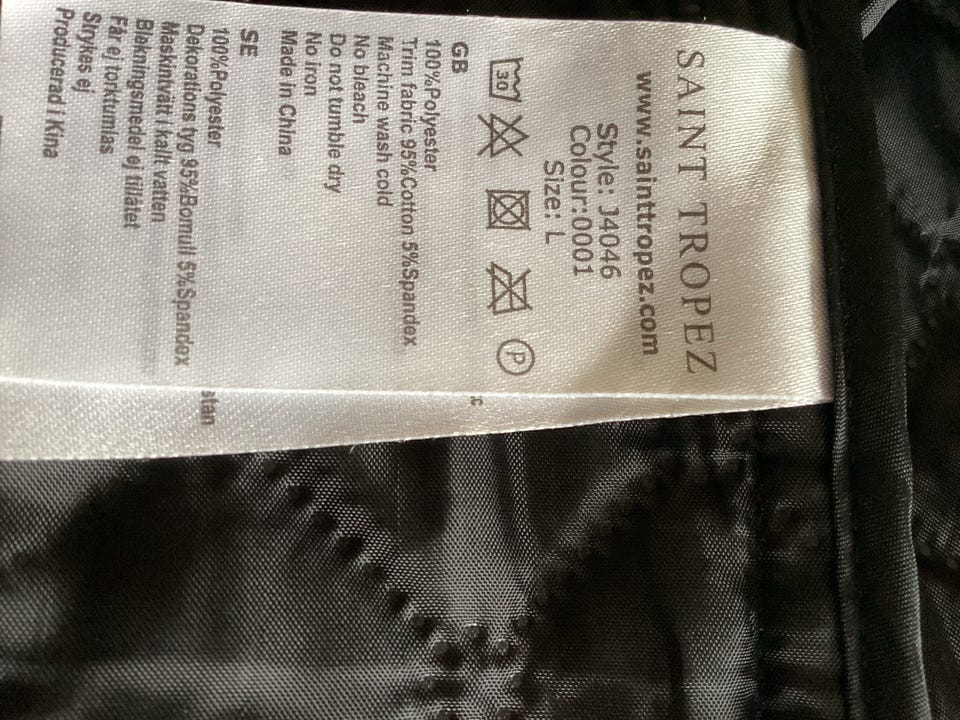 SAINT TROPEZ
www.sainttropez.com
Style: J4046
Colour:0001
Size: L
30 P
GB
100%Polyester
Trim fabric 95%Cotton 5%Spandex
Machine wash cold
No bleach
Do not tumble dry
No iron
Made in China
SE
100%Polyester
Dekorations tyg 95%Bomull 5%Spandex
Maskintvätt i kallt vatten
Blekningsmedel ej tillåtet
Får ej torktumlas
Strykes ej
Producerad i Kina